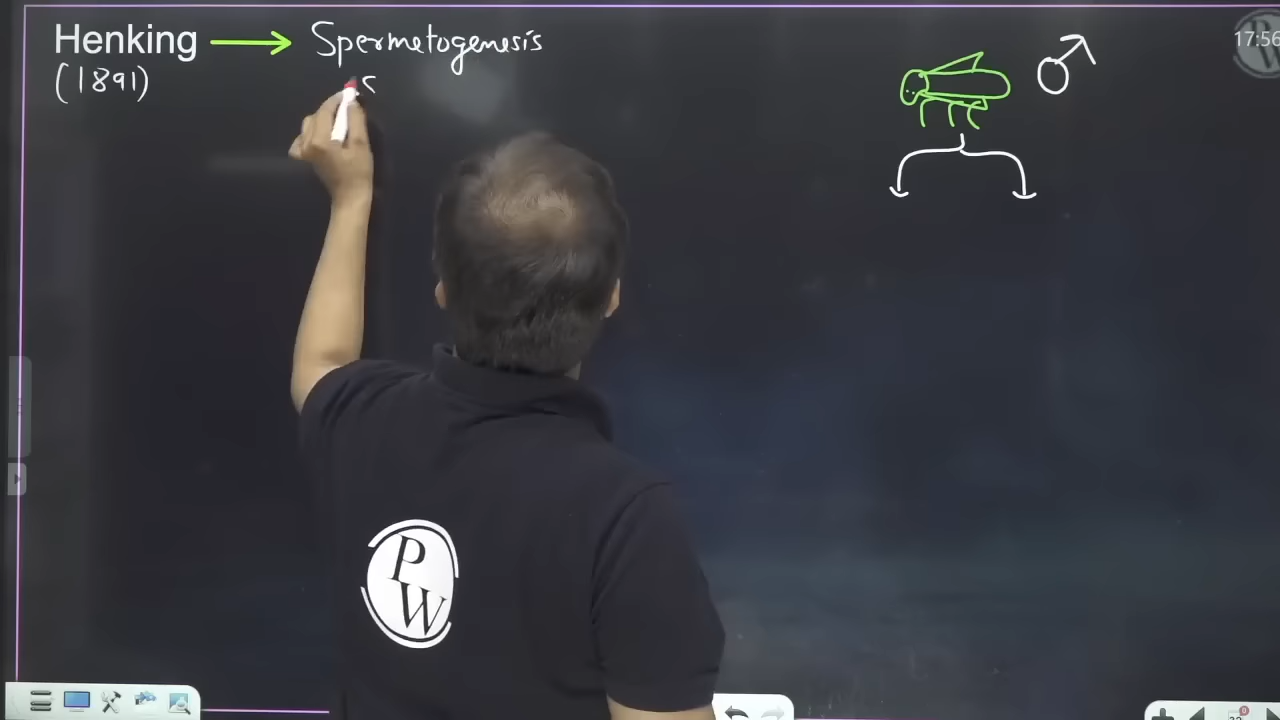 Henking → Spermetogenesis
(1891)
17:56
P
W